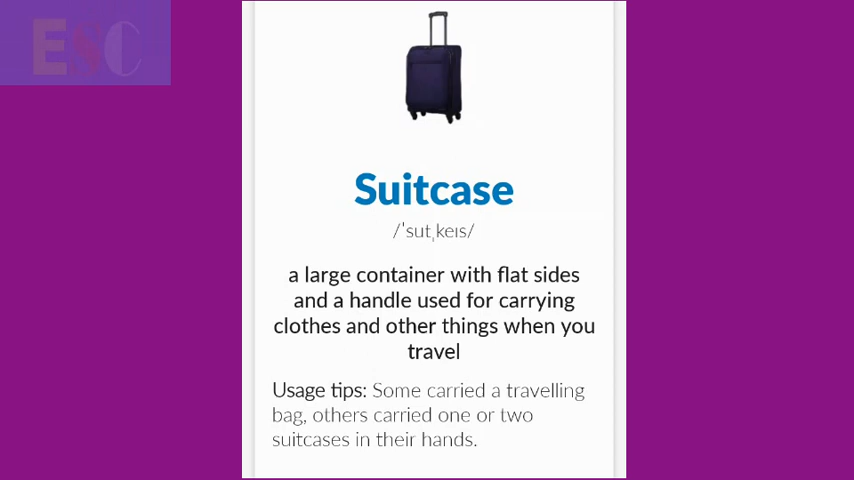 ESC
Suitcase
/ˈsutˌkeɪs/
a large container with flat sides
and a handle used for carrying
clothes and other things when you
travel
Usage tips: Some carried a travelling
bag, others carried one or two
suitcases in their hands.